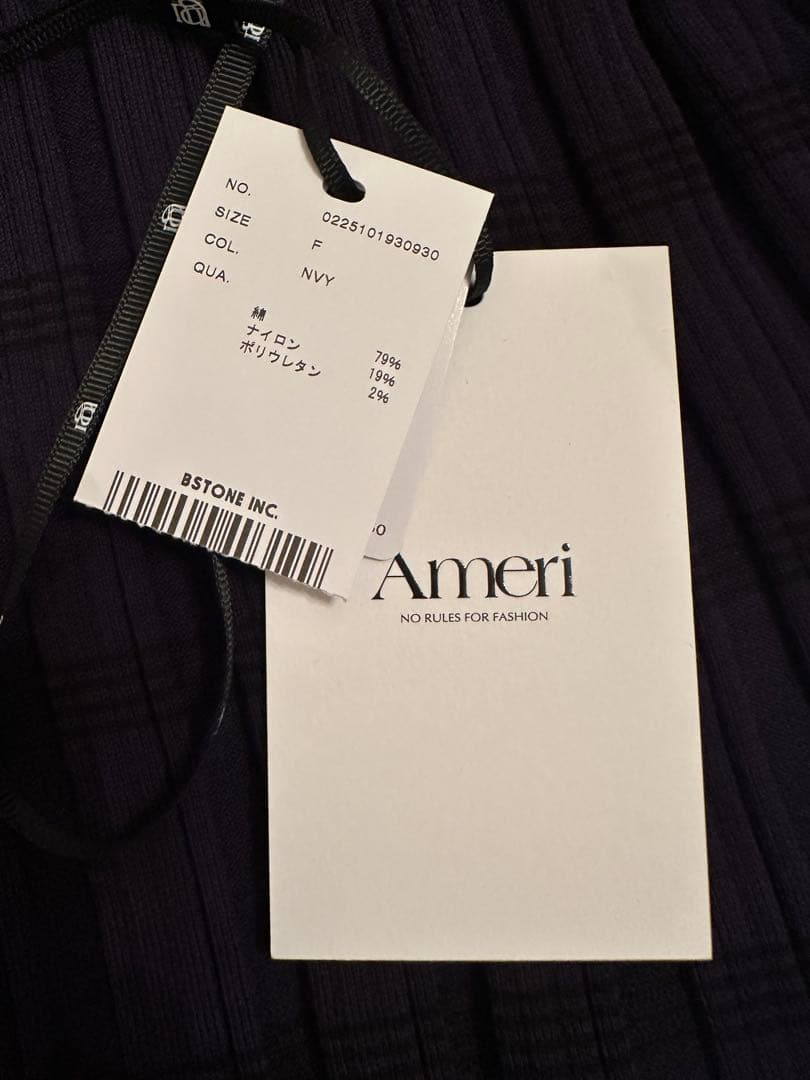 NO. 0225101930930
SIZE F
COL. NVY
QUA.
綿 79%
ナイロン 19%
ポリウレタン 2%
BSTONE INC.
Ameri
NO RULES FOR FASHION